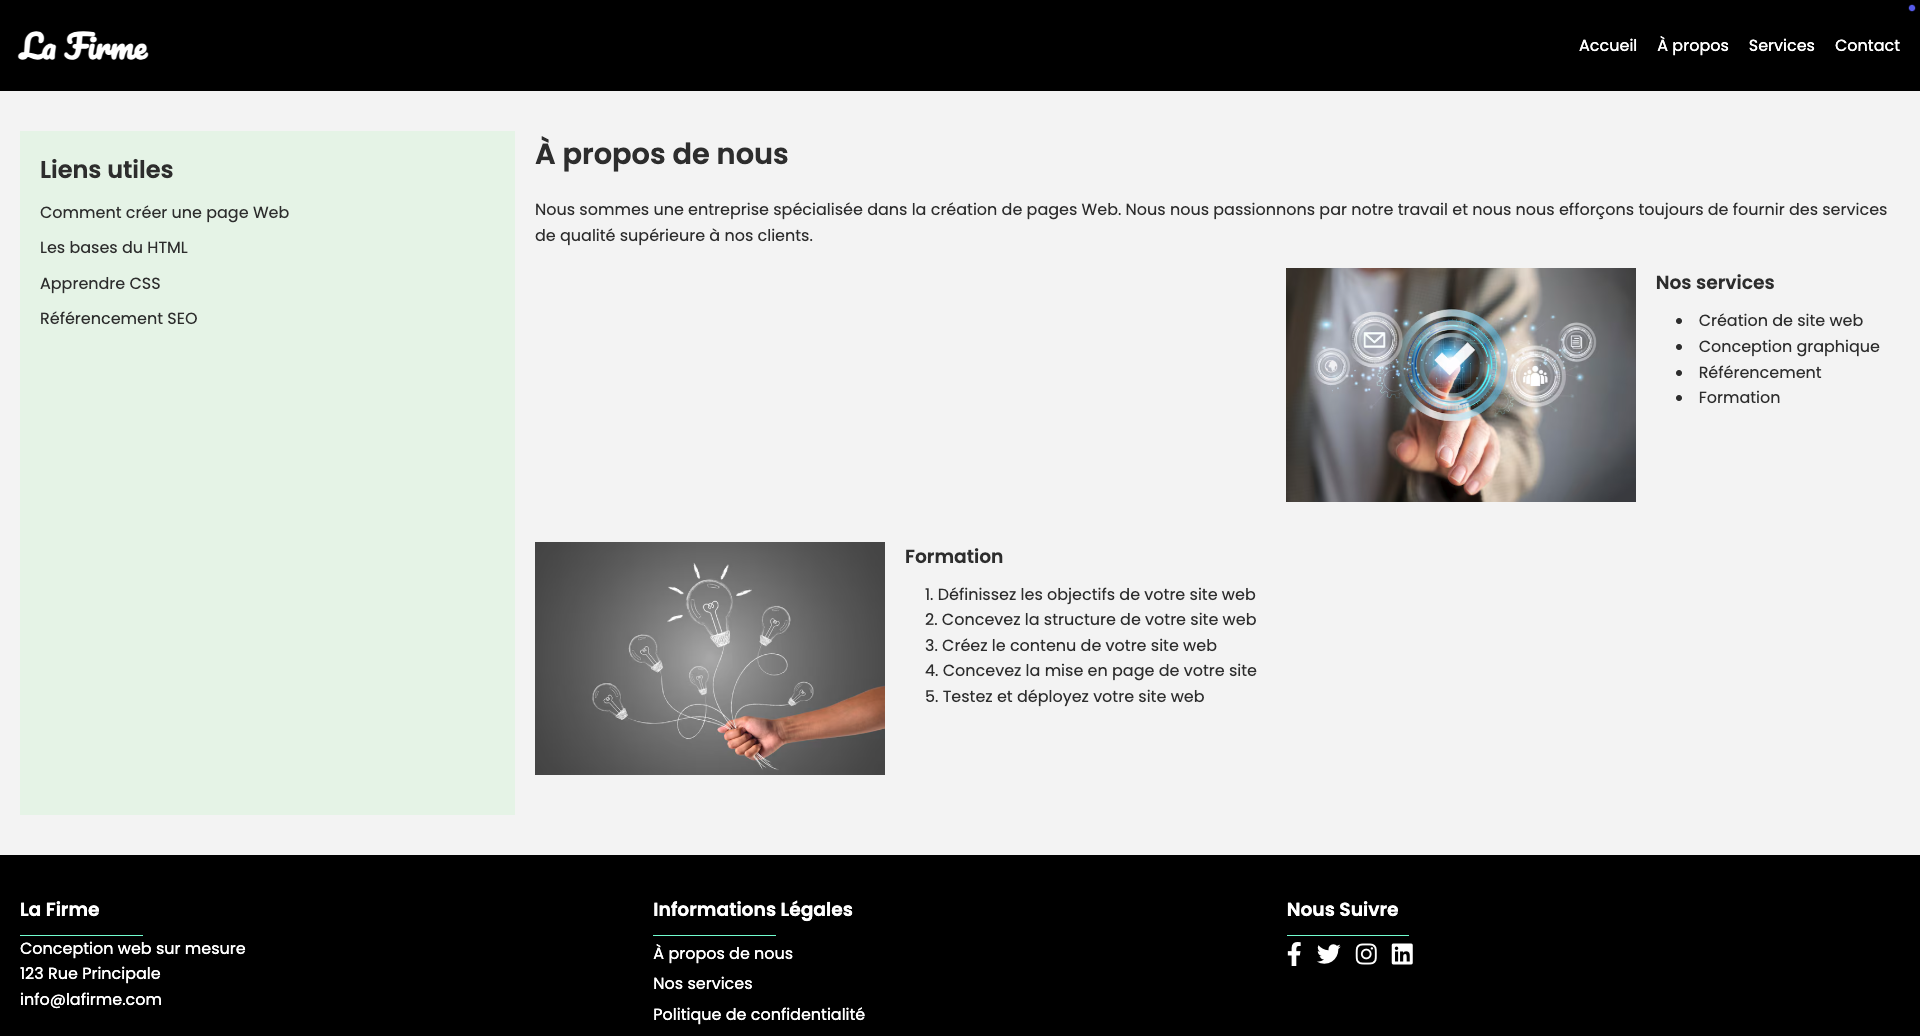 La Firme
Accueil À propos Services Contact
Liens utiles
Comment créer une page Web
Les bases du HTML
Apprendre CSS
Référencement SEO
À propos de nous
Nous sommes une entreprise spécialisée dans la création de pages Web. Nous nous passionnons par notre travail et nous nous efforçons toujours de fournir des services
de qualité supérieure à nos clients.
Nos services
• Création de site web
• Conception graphique
• Référencement
• Formation
Formation
1. Définissez les objectifs de votre site web
2. Concevez la structure de votre site web
3. Créez le contenu de votre site web
4. Concevez la mise en page de votre site
5. Testez et déployez votre site web
La Firme
Conception web sur mesure
123 Rue Principale
info@lafirme.com
Informations Légales
À propos de nous
Nos services
Politique de confidentialité
Nous Suivre